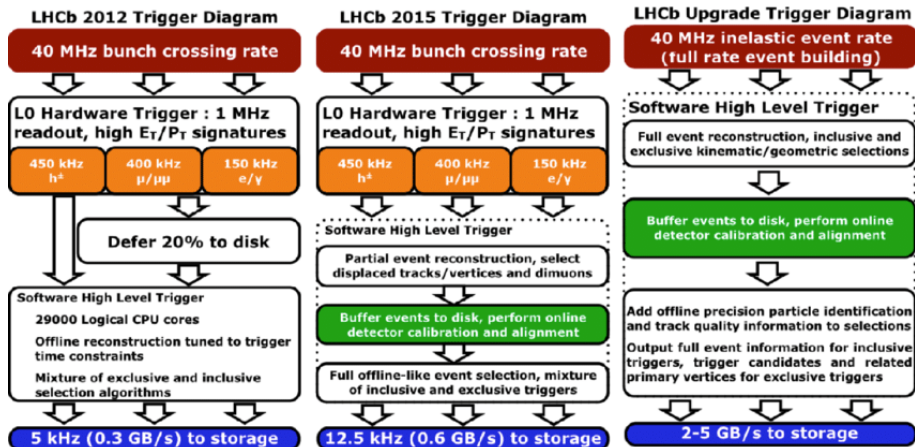 LHCb 2012 Trigger Diagram
40 MHz bunch crossing rate
L0 Hardware Trigger : 1 MHz
readout, high ET/PT signatures
450 kHz
h±
400 kHz
μ/μμ
150 kHz
e/γ
Defer 20% to disk
Software High Level Trigger
29000 Logical CPU cores
Offline reconstruction tuned to trigger
time constraints
Mixture of exclusive and inclusive
selection algorithms
5 kHz (0.3 GB/s) to storage
LHCb 2015 Trigger Diagram
40 MHz bunch crossing rate
L0 Hardware Trigger : 1 MHz
readout, high ET/PT signatures
450 kHz
h±
400 kHz
μ/μμ
150 kHz
e/γ
Software High Level Trigger
Partial event reconstruction, select
displaced tracks/vertices and dimuons
Buffer events to disk, perform online
detector calibration and alignment
Full offline-like event selection, mixture
of inclusive and exclusive triggers
12.5 kHz (0.6 GB/s) to storage
LHCb Upgrade Trigger Diagram
40 MHz inelastic event rate
(full rate event building)
Software High Level Trigger
Full event reconstruction, inclusive and
exclusive kinematic/geometric selections
Buffer events to disk, perform online
detector calibration and alignment
Add offline precision particle identification
and track quality information to selections
Output full event information for inclusive
triggers, trigger candidates and related
primary vertices for exclusive triggers
2-5 GB/s to storage